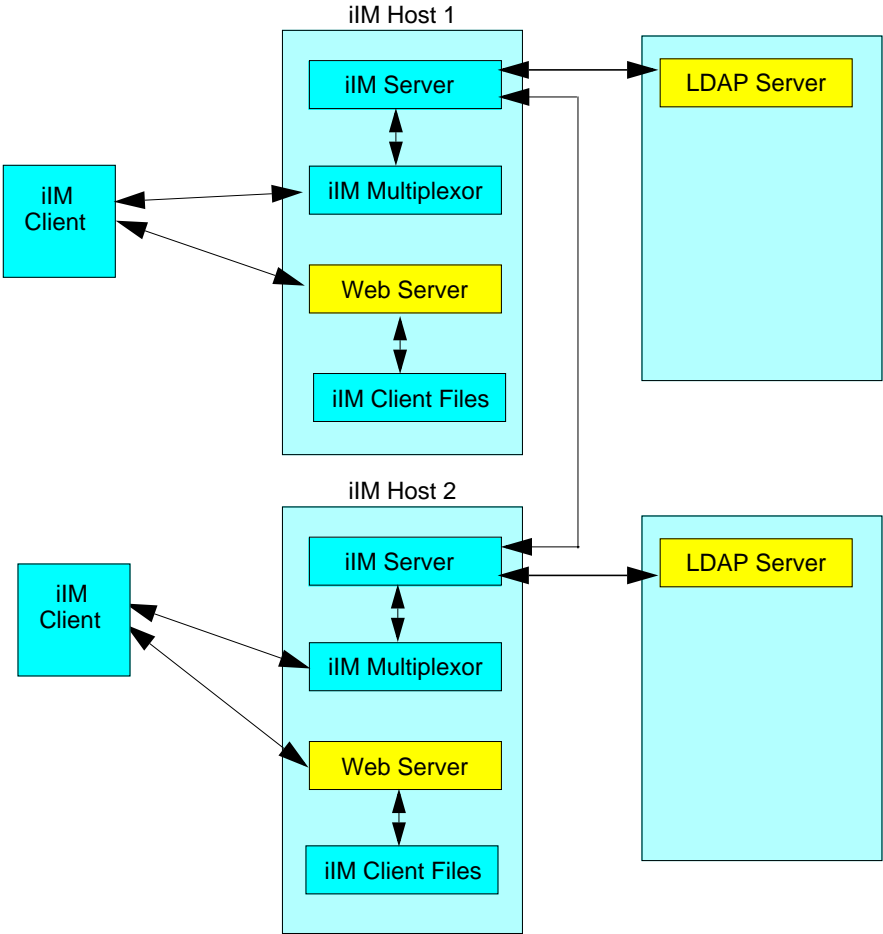 iIM Host 1
iIM Server
LDAP Server
iIM Multiplexor
iIM
Client
Web Server
iIM Client Files
iIM Host 2
iIM Server
LDAP Server
iIM
Client
iIM Multiplexor
Web Server
iIM Client Files